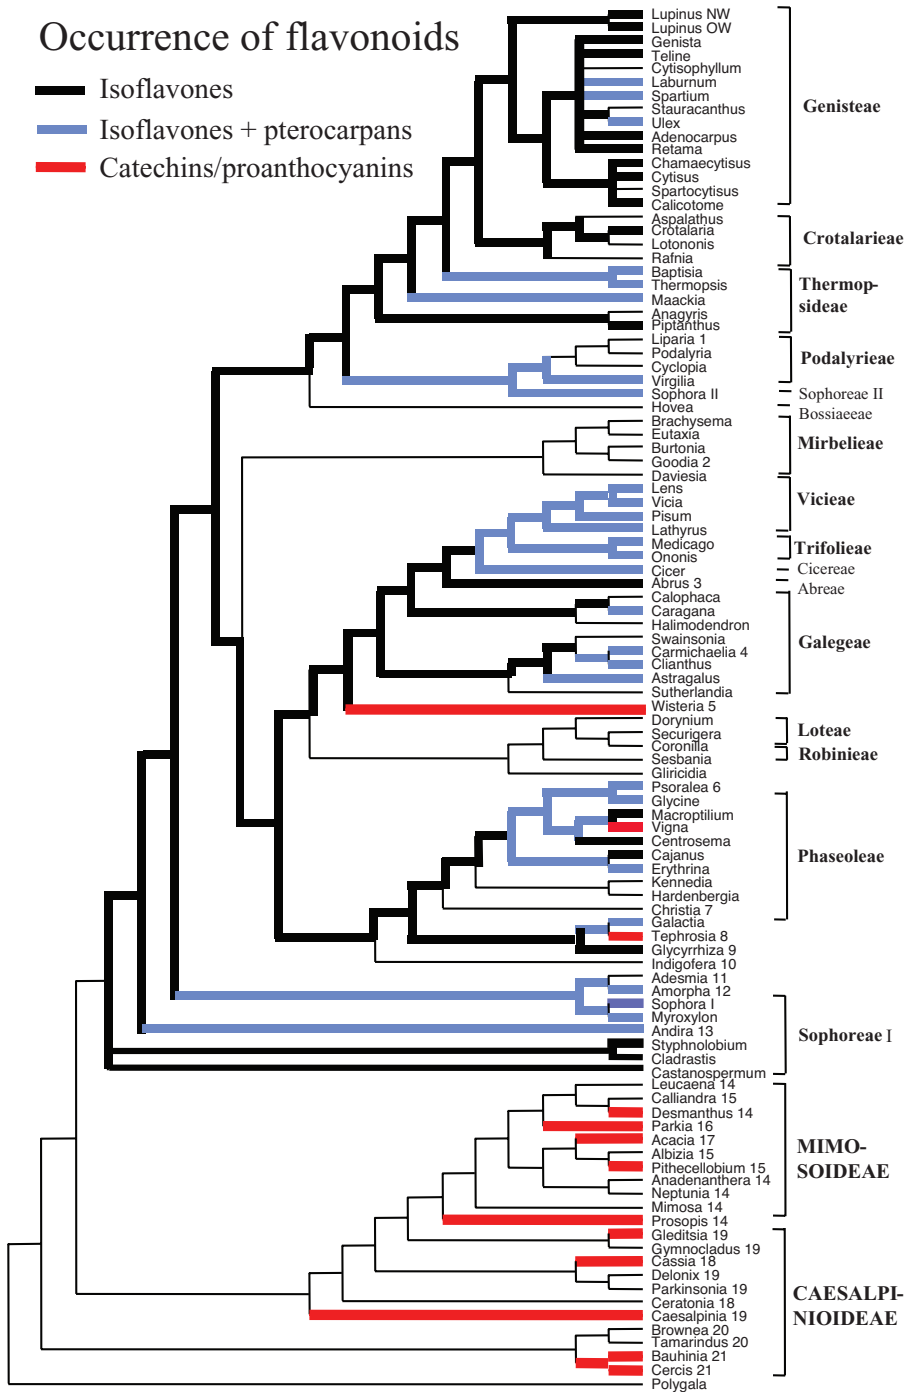 Occurrence of flavonoids
Isoflavones
Isoflavones + pterocarpans
Catechins/proanthocyanins
Lupinus NW
Lupinus OW
Genista
Teline
Cytisophyllum
Laburnum
Spartium
Stauracanthus
Ulex
Adenocarpus
Retama
Chamaecytisus
Cytisus
Spartocytisus
Calicotome
Genisteae
Aspalathus
Crotalaria
Lotononis
Rafnia
Crotalarieae
Baptisia
Thermopsis
Maackia
Anagyris
Piptanthus
Thermop-
sideae
Liparia 1
Podalyria
Cyclopia
Virgilia
Podalyrieae
Sophora II
Sophoreae II
Hovea
Bossiaeeae
Brachysema
Eutaxia
Burtonia
Goodia 2
Daviesia
Mirbelieae
Lens
Vicia
Pisum
Lathyrus
Vicieae
Medicago
Ononis
Trifolieae
Cicer
Cicereae
Abrus 3
Abreae
Calophaca
Caragana
Halimodendron
Swainsonia
Carmichaelia 4
Clianthus
Astragalus
Sutherlandia
Galegeae
Wisteria 5
Dorynium
Securigera
Coronilla
Loteae
Sesbania
Robinieae
Gliricidia
Psoralea 6
Glycine
Macroptilium
Vigna
Centrosema
Cajanus
Erythrina
Kennedia
Hardenbergia
Christia 7
Phaseoleae
Galactia
Tephrosia 8
Glycyrrhiza 9
Indigofera 10
Adesmia 11
Amorpha 12
Sophora I
Myroxylon
Andira 13
Styphnolobium
Cladrastis
Castanospermum
Sophoreae I
Leucaena 14
Calliandra 15
Desmanthus 14
Parkia 16
Acacia 17
Albizia 15
Pithecellobium 15
Anadenanthera 14
Neptunia 14
Mimosa 14
Prosopis 14
MIMO-
SOIDEAE
Gleditsia 19
Gymnocladus 19
Cassia 18
Delonix 19
Parkinsonia 19
Ceratonia 18
Caesalpinia 19
Brownea 20
Tamarindus 20
Bauhinia 21
Cercis 21
CAESALPI-
NIOIDEAE
Polygala